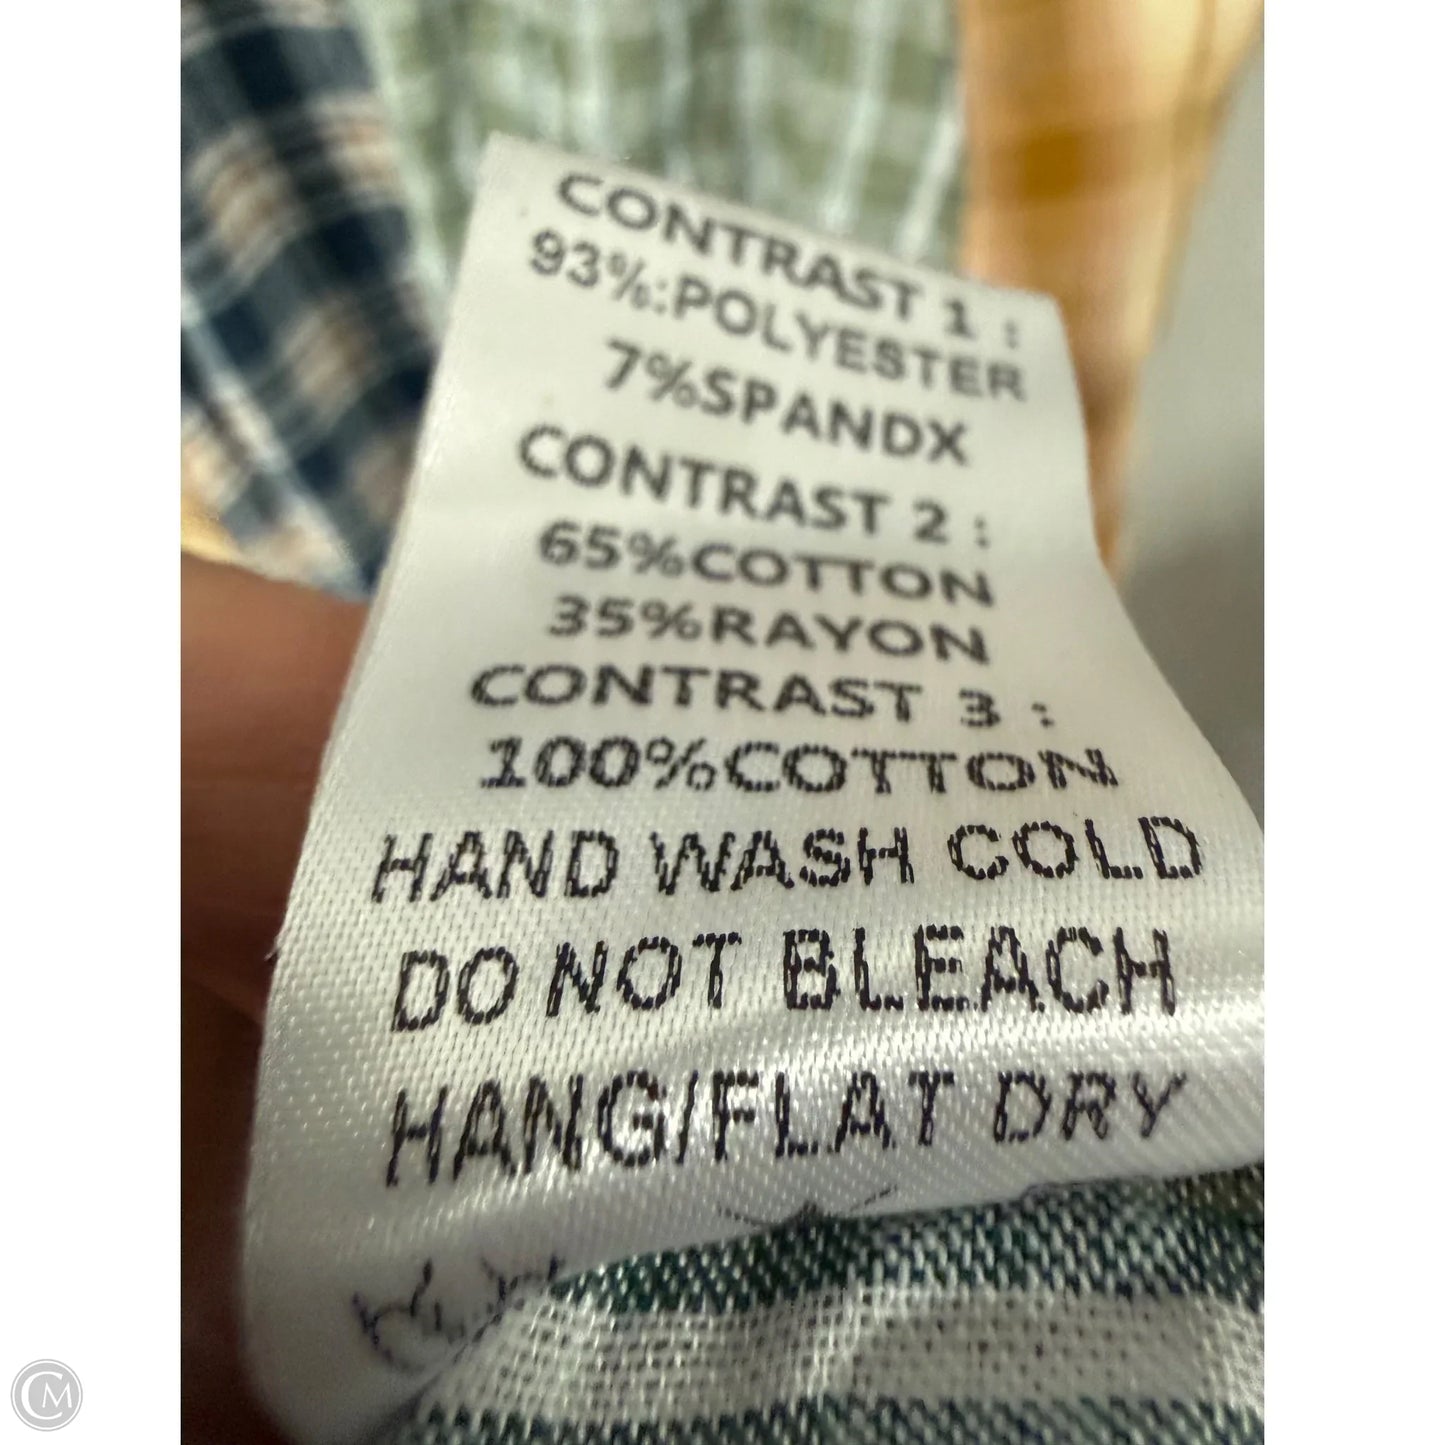 CONTRAST 1 :
93%:POLYESTER
7%SPANDX
CONTRAST 2 :
65%COTTON
35%RAYON
CONTRAST 3 :
100%COTTON
HAND WASH COLD
DO NOT BLEACH
HANG/FLAT DRY
CM